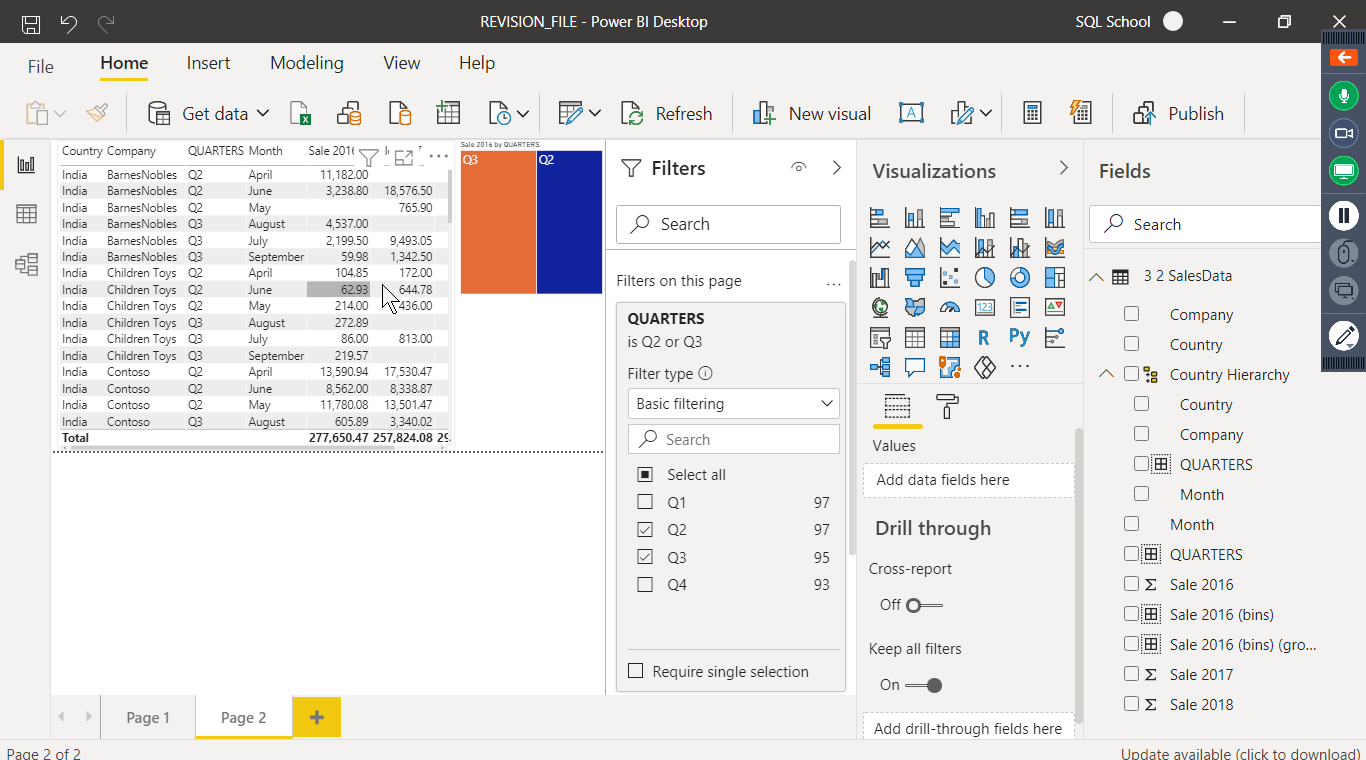 REVISION_FILE - Power BI Desktop
SQL School
File Home Insert Modeling View Help
Get data Refresh New visual Publish
Country Company QUARTERS Month Sale 2016
India BarnesNobles Q2 April 11,182.00
India BarnesNobles Q2 June 3,238.80 18,576.50
India BarnesNobles Q2 May 765.90
India BarnesNobles Q3 August 4,537.00
India BarnesNobles Q3 July 2,199.50 9,493.05
India BarnesNobles Q3 September 59.98 1,342.50
India Children Toys Q2 April 104.85 172.00
India Children Toys Q2 June 62.93 644.78
India Children Toys Q2 May 214.00 436.00
India Children Toys Q3 August 272.89
India Children Toys Q3 July 86.00 813.00
India Children Toys Q3 September 219.57
India Contoso Q2 April 13,590.94 17,530.47
India Contoso Q2 June 8,562.00 8,338.87
India Contoso Q2 May 11,780.08 13,501.47
India Contoso Q3 August 605.89 3,340.02
Total 277,650.47 257,824.08 29
Sale 2016 by QUARTERS
Q3 Q2
Filters
Search
Filters on this page ...
QUARTERS
is Q2 or Q3
Filter type
Basic filtering
Search
Select all
Q1 97
Q2 97
Q3 95
Q4 93
Require single selection
Visualizations
R Py
123
...
Values
Add data fields here
Drill through
Cross-report
Off
Keep all filters
On
Add drill-through fields here
Fields
Search
3 2 SalesData
Company
Country
Country Hierarchy
Country
Company
QUARTERS
Month
Month
QUARTERS
Σ Sale 2016
Sale 2016 (bins)
Sale 2016 (bins) (gro...
Σ Sale 2017
Σ Sale 2018
Page 1 Page 2 +
Page 2 of 2
Update available (click to download)